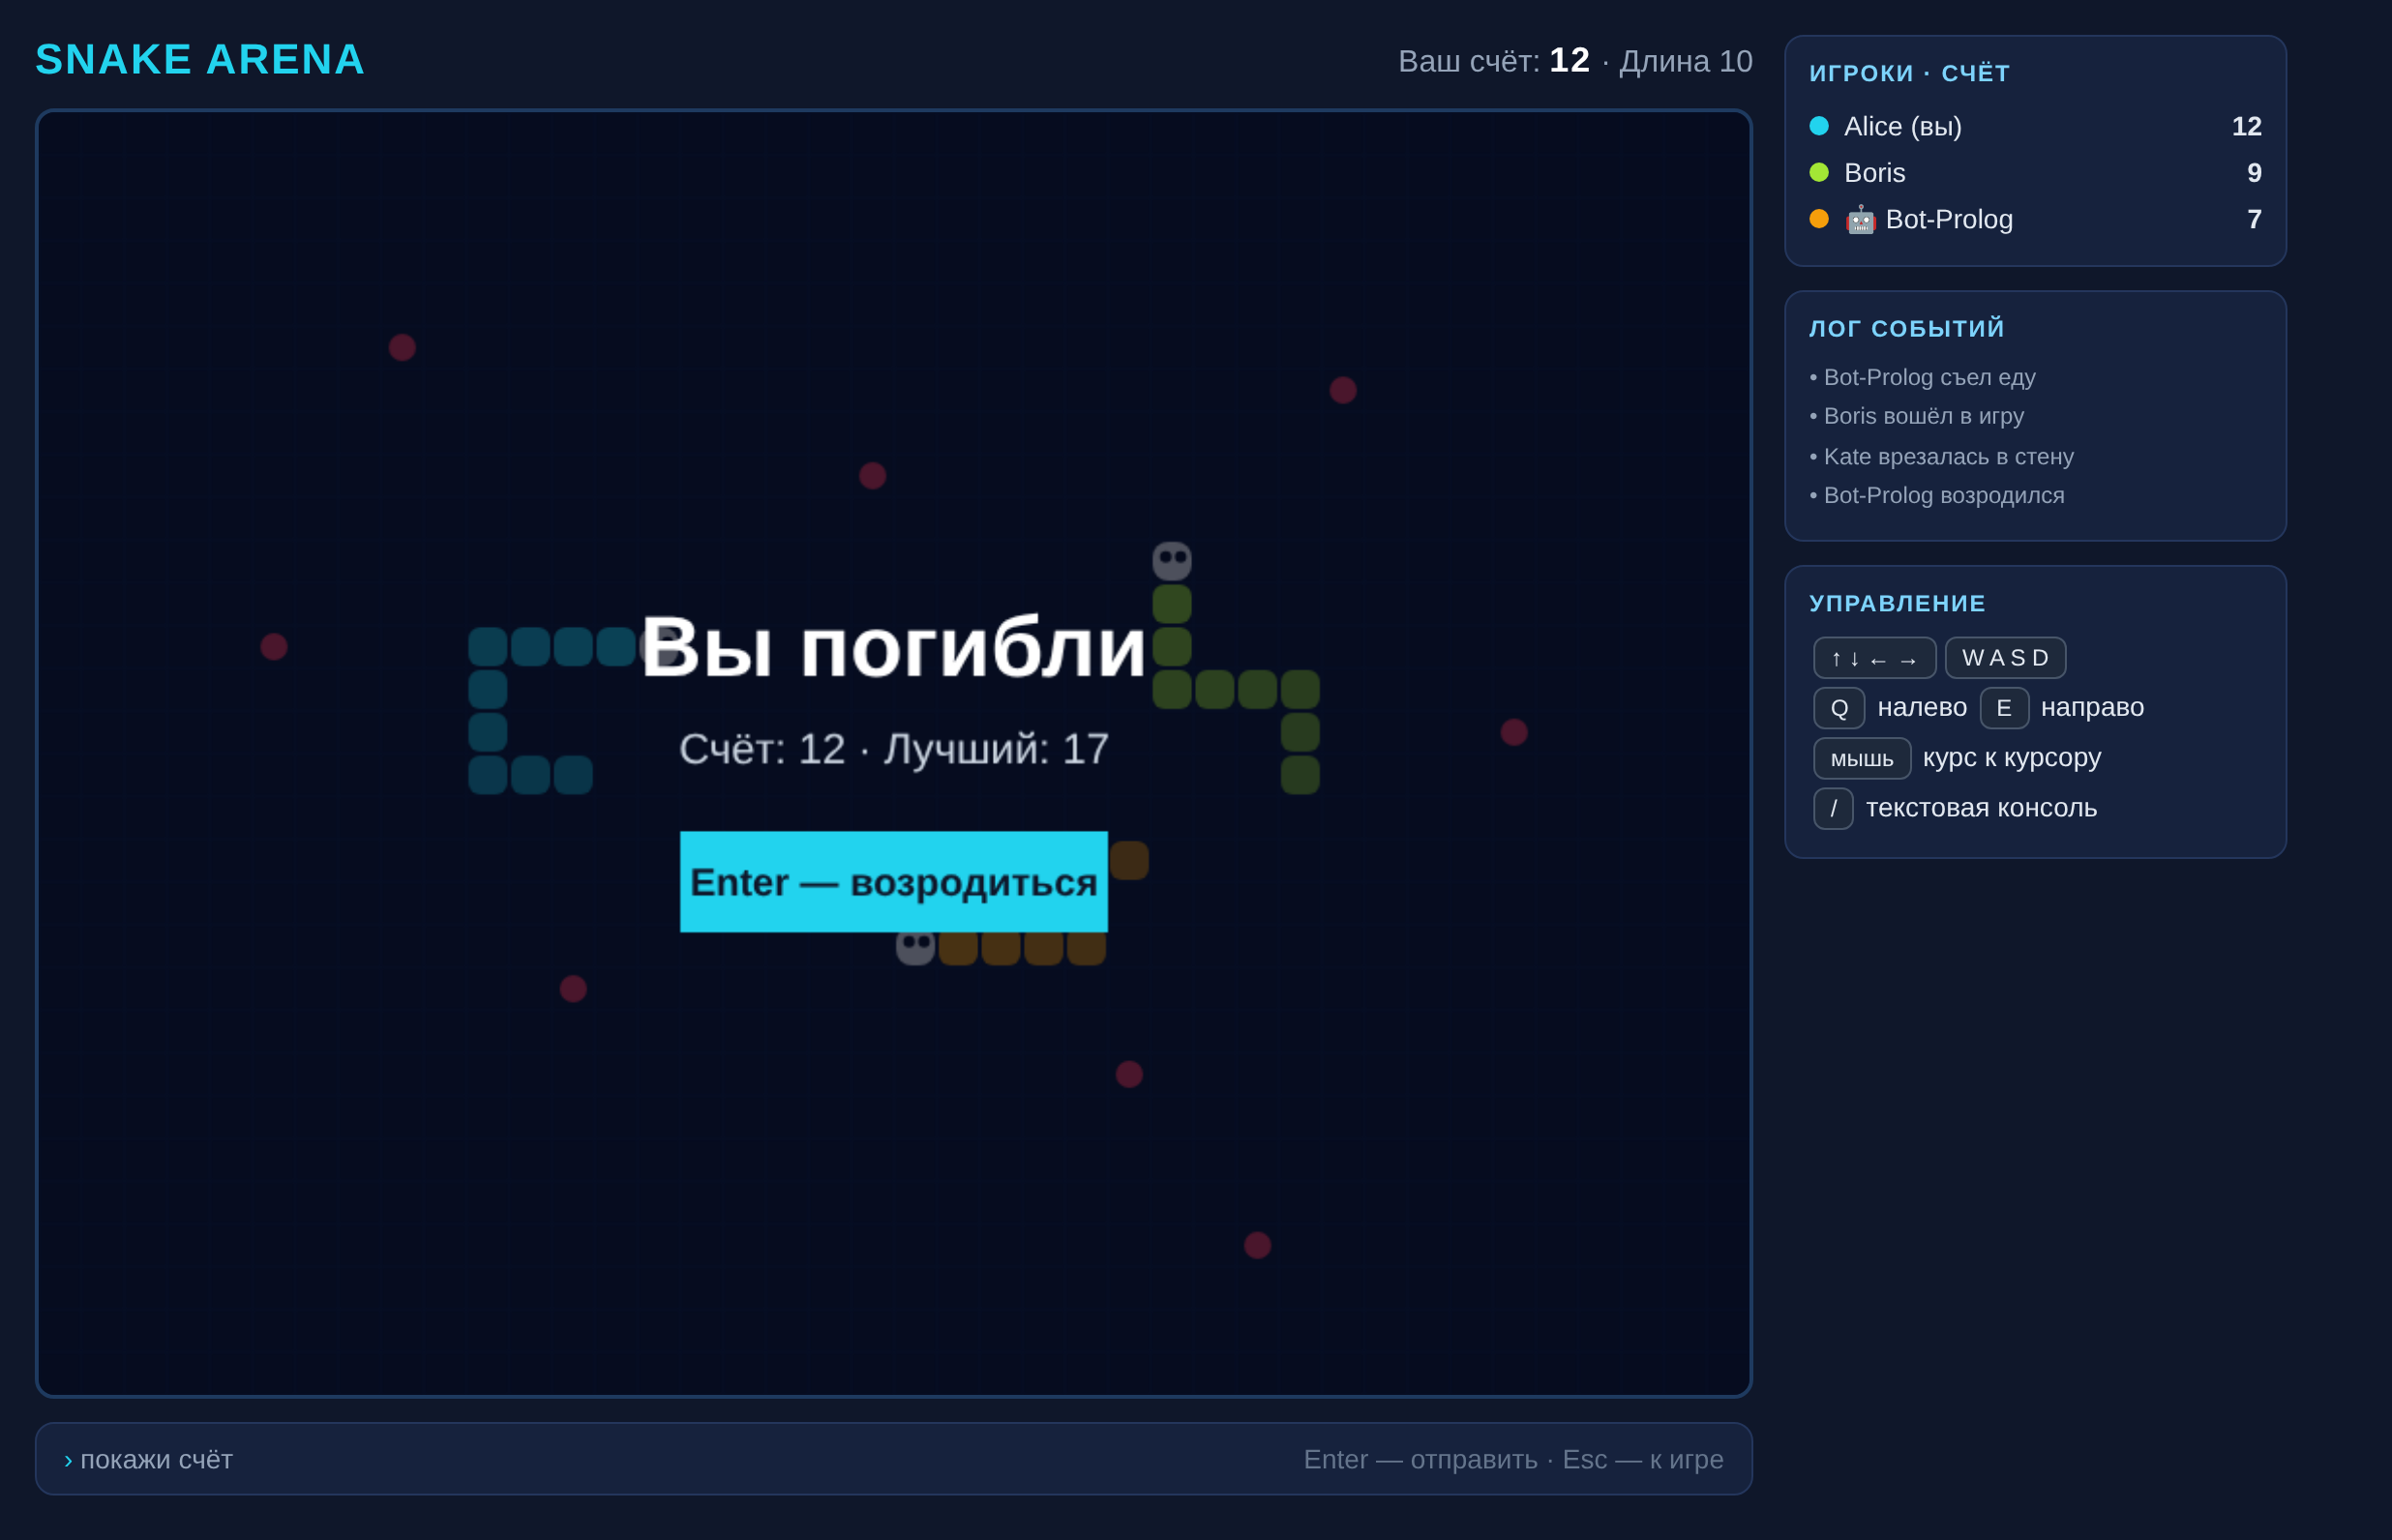 SNAKE ARENA
Ваш счёт: 12 · Длина 10
Вы погибли
Счёт: 12 · Лучший: 17
Enter — возродиться
› покажи счёт
Enter — отправить · Esc — к игре
ИГРОКИ · СЧЁТ
Alice (вы) 12
Boris 9
🤖 Bot-Prolog 7
ЛОГ СОБЫТИЙ
• Bot-Prolog съел еду
• Boris вошёл в игру
• Kate врезалась в стену
• Bot-Prolog возродился
УПРАВЛЕНИЕ
↑ ↓ ← → W A S D
Q налево E направо
мышь курс к курсору
/ текстовая консоль